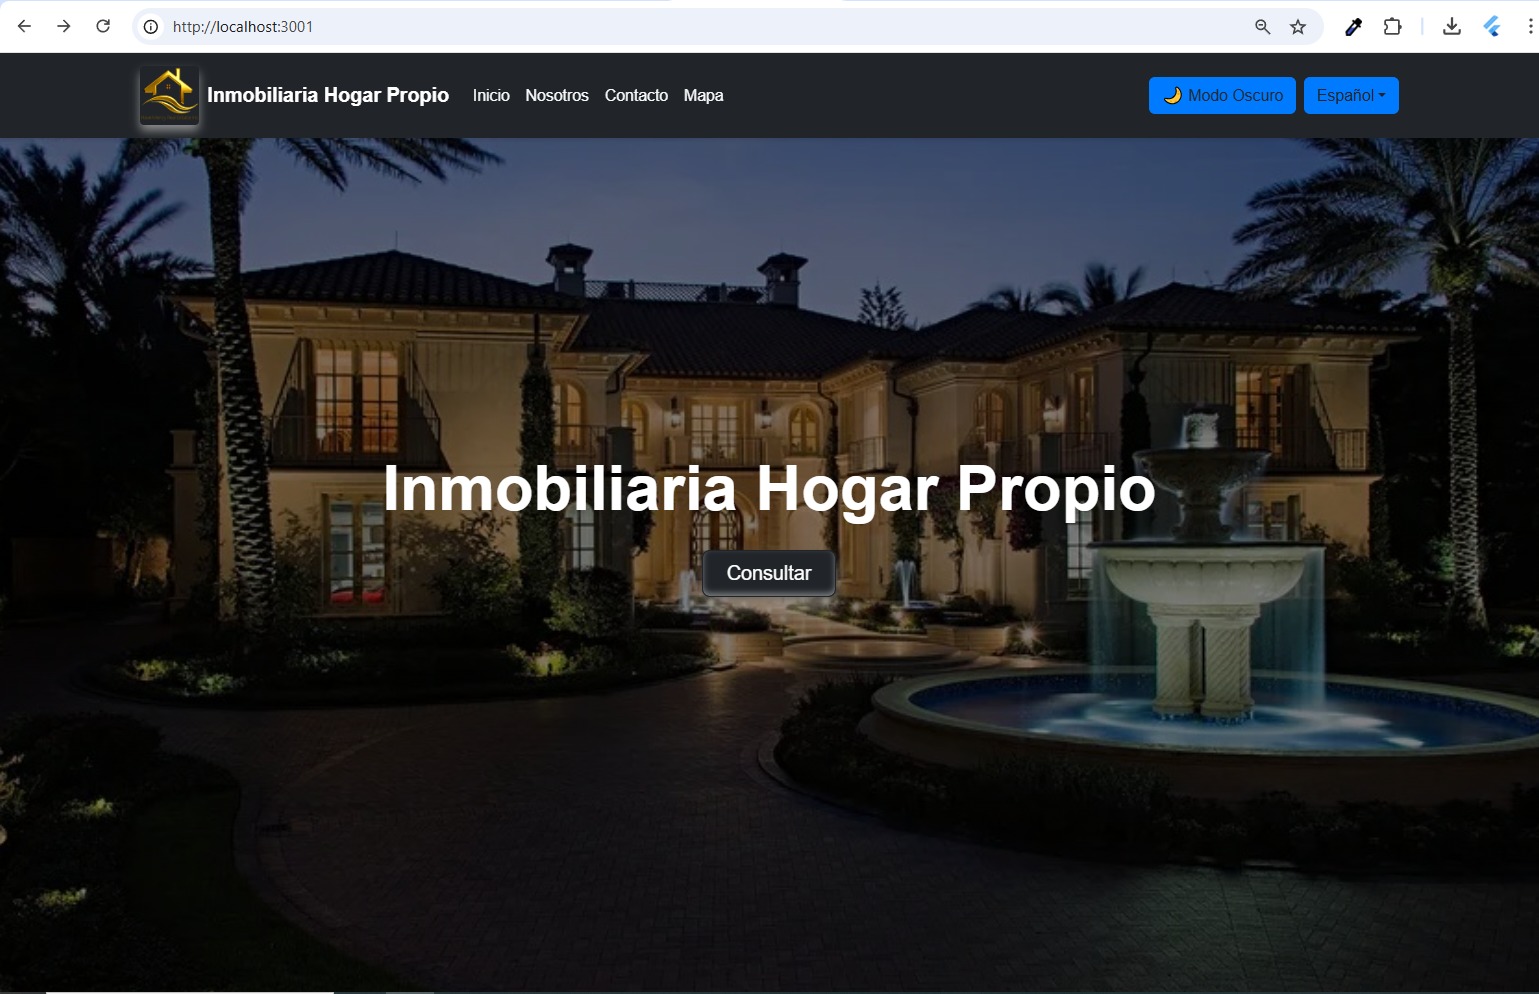 http://localhost:3001
Inmobiliaria Hogar Propio
Inicio
Nosotros
Contacto
Mapa
🌙 Modo Oscuro
Español
Inmobiliaria Hogar Propio
Consultar